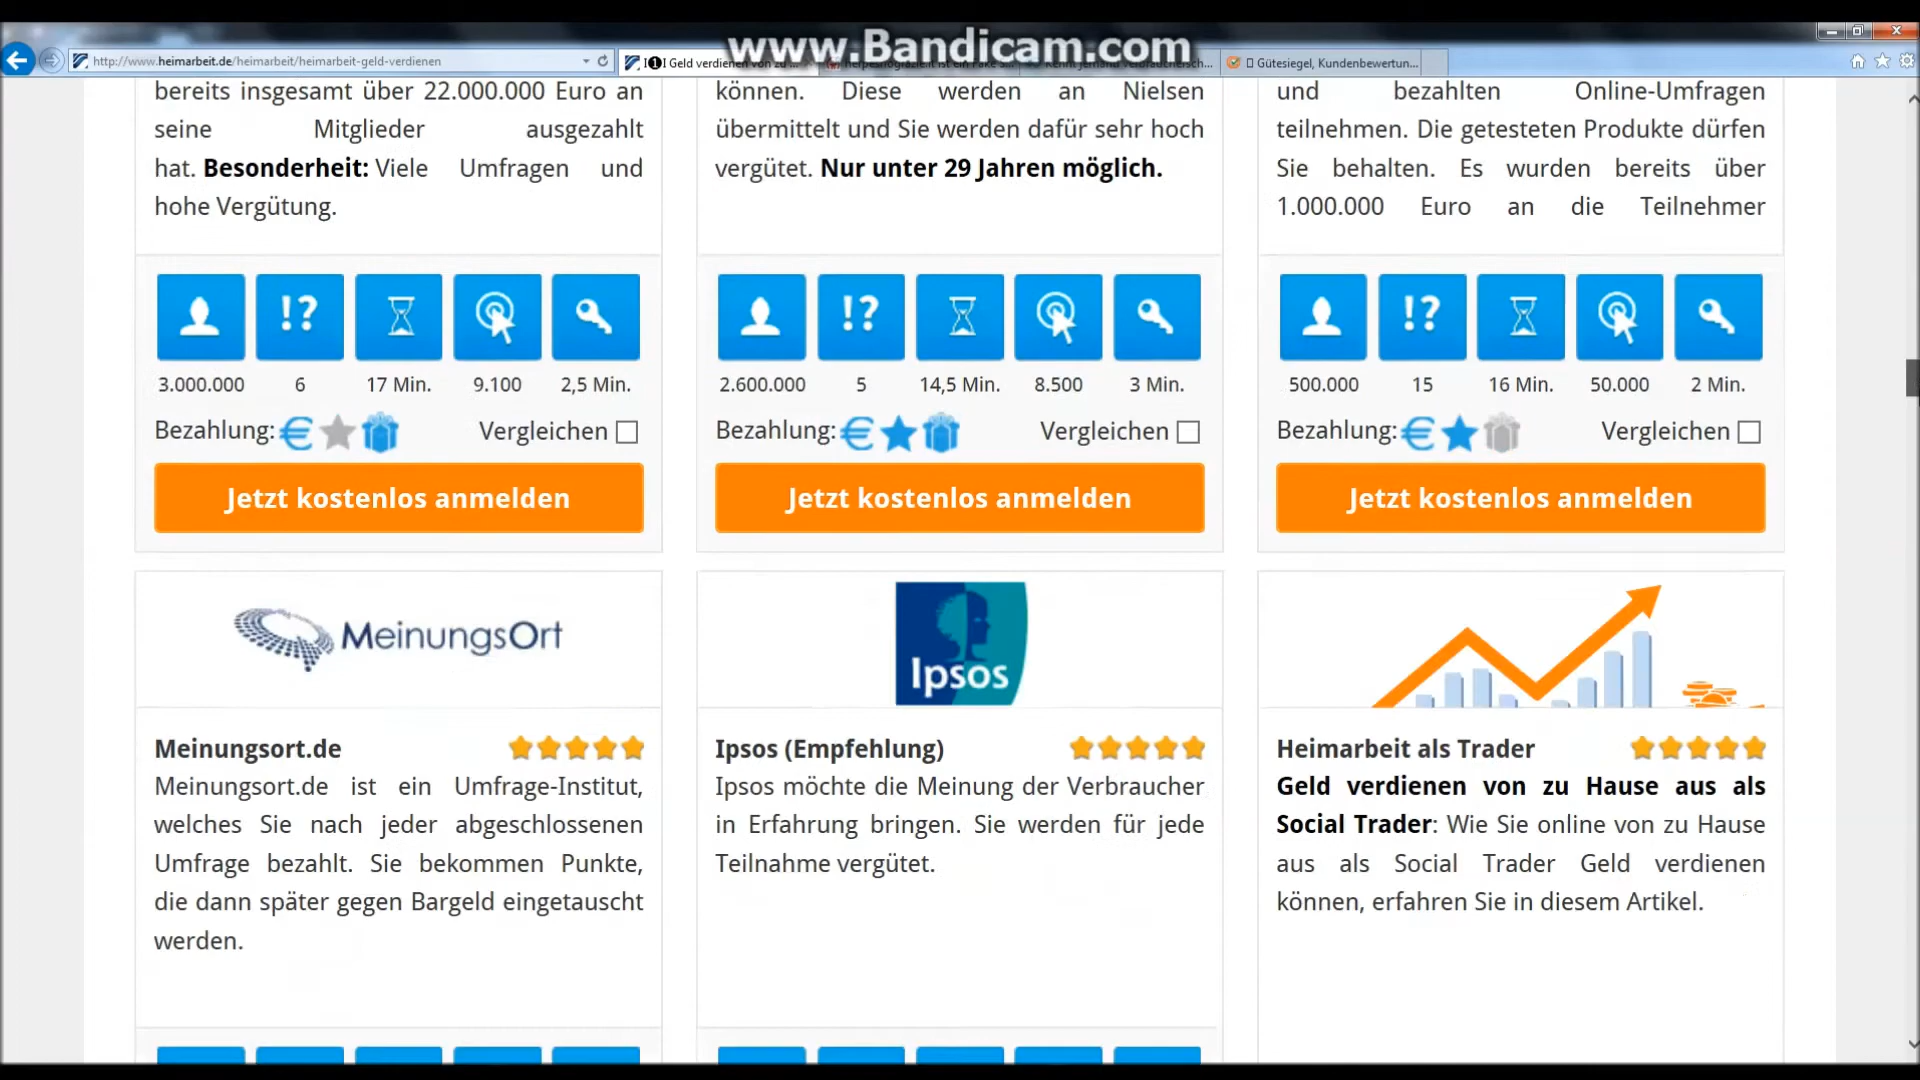 www.Bandicam.com
http://www.heimarbeit.de/heimarbeit/heimarbeit-geld-verdienen
I❶I Geld verdienen von zu
Gütesiegel, Kundenbewertun...
bereits insgesamt über 22.000.000 Euro an
seine Mitglieder ausgezahlt
hat. Besonderheit: Viele Umfragen und
hohe Vergütung.
können. Diese werden an Nielsen
übermittelt und Sie werden dafür sehr hoch
vergütet. Nur unter 29 Jahren möglich.
und bezahlten Online-Umfragen
teilnehmen. Die getesteten Produkte dürfen
Sie behalten. Es wurden bereits über
1.000.000 Euro an die Teilnehmer
!? !? !?
3.000.000 6 17 Min. 9.100 2,5 Min.
2.600.000 5 14,5 Min. 8.500 3 Min.
500.000 15 16 Min. 50.000 2 Min.
Bezahlung: € Vergleichen
Bezahlung: € Vergleichen
Bezahlung: € Vergleichen
Jetzt kostenlos anmelden
Jetzt kostenlos anmelden
Jetzt kostenlos anmelden
MeinungsOrt
Ipsos
Meinungsort.de
Meinungsort.de ist ein Umfrage-Institut,
welches Sie nach jeder abgeschlossenen
Umfrage bezahlt. Sie bekommen Punkte,
die dann später gegen Bargeld eingetauscht
werden.
Ipsos (Empfehlung)
Ipsos möchte die Meinung der Verbraucher
in Erfahrung bringen. Sie werden für jede
Teilnahme vergütet.
Heimarbeit als Trader
Geld verdienen von zu Hause aus als
Social Trader: Wie Sie online von zu Hause
aus als Social Trader Geld verdienen
können, erfahren Sie in diesem Artikel.